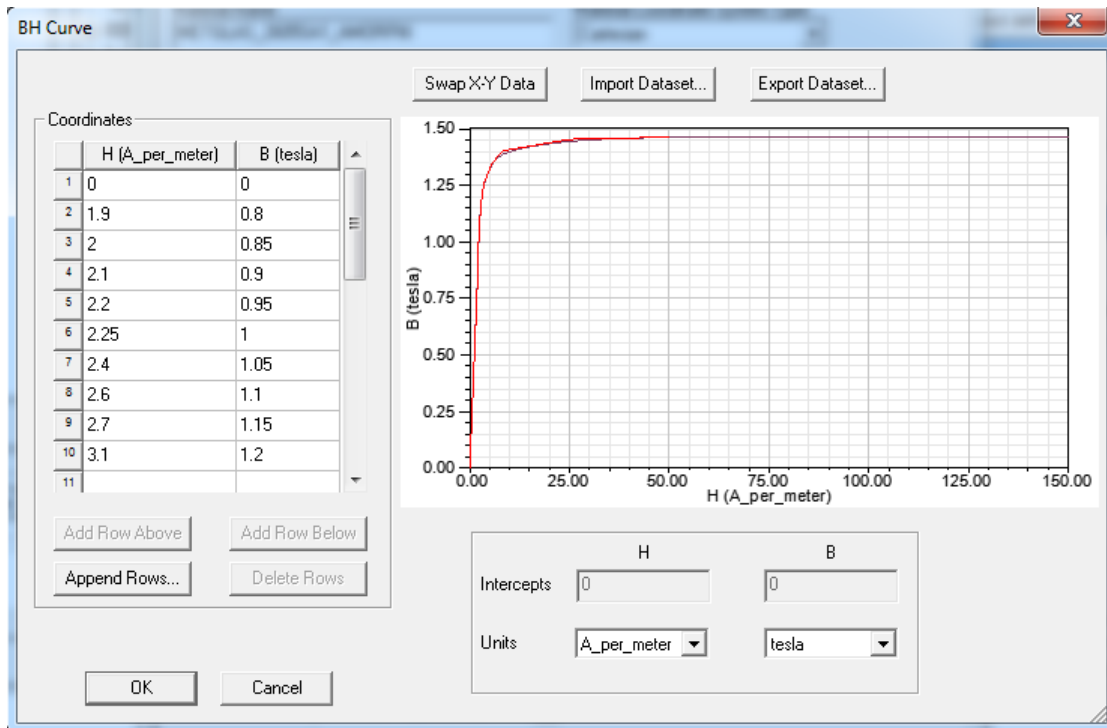 BH Curve
Swap X-Y Data Import Dataset... Export Dataset...
Coordinates
H (A_per_meter) B (tesla)
1 0 0
2 1.9 0.8
3 2 0.85
4 2.1 0.9
5 2.2 0.95
6 2.25 1
7 2.4 1.05
8 2.6 1.1
9 2.7 1.15
10 3.1 1.2
11
Add Row Above Add Row Below
Append Rows... Delete Rows
1.50
1.25
1.00
0.75
0.50
0.25
0.00
B (tesla)
0.00 25.00 50.00 75.00 100.00 125.00 150.00
H (A_per_meter)
H B
Intercepts 0 0
Units A_per_meter tesla
OK Cancel